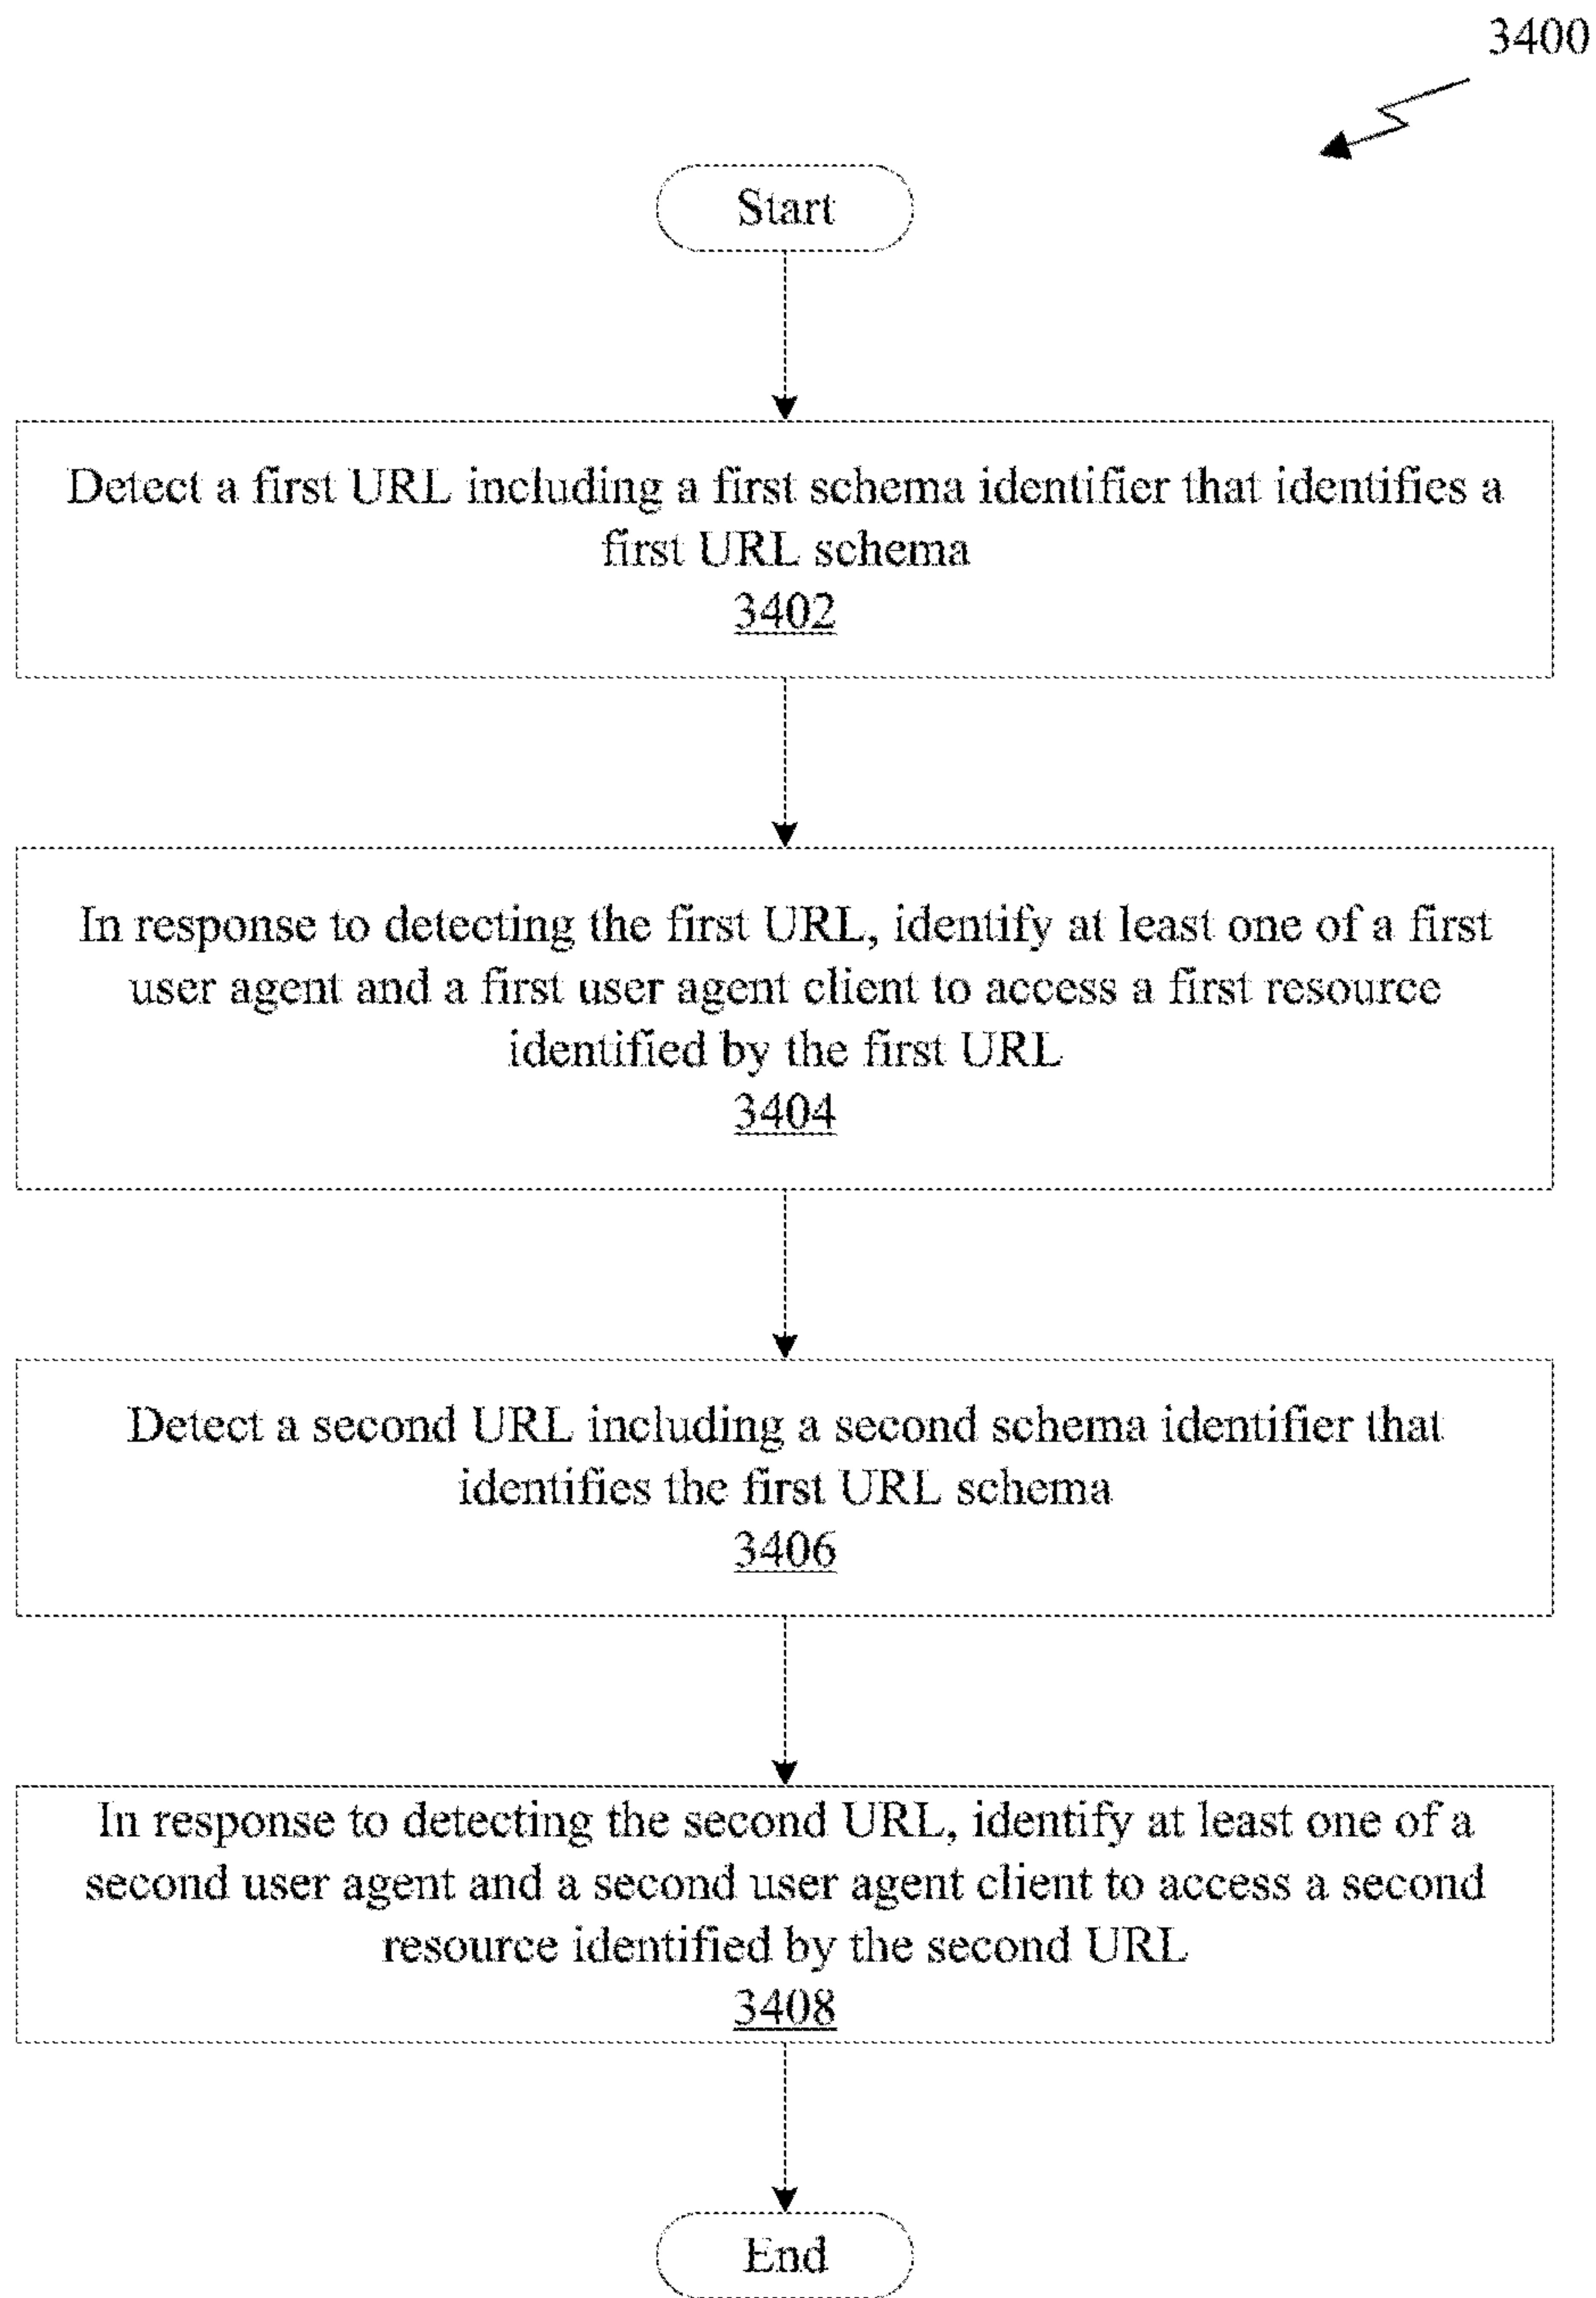 3400
Start
Detect a first URL including a first schema identifier that identifies a
first URL schema
3402
In response to detecting the first URL, identify at least one of a first
user agent and a first user agent client to access a first resource
identified by the first URL
3404
Detect a second URL including a second schema identifier that
identifies the first URL schema
3406
In response to detecting the second URL, identify at least one of a
second user agent and a second user agent client to access a second
resource identified by the second URL
3408
End